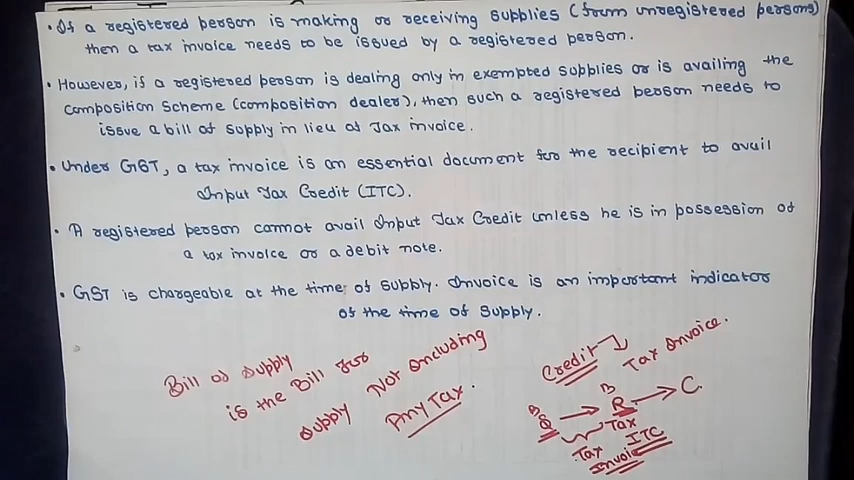 • If a registered person is making or receiving supplies (from unregistered persons)
then a tax invoice needs to be issued by a registered person.
• However, if a registered person is dealing only in exempted supplies or is availing the
composition scheme (composition dealer), then such a registered person needs to
issue a bill of supply in lieu of Tax invoice.
• Under GST, a tax invoice is an essential document for the recipient to avail
Input Tax Credit (ITC).
• A registered person cannot avail Input Tax Credit unless he is in possession of
a tax invoice or a debit note.
• GST is chargeable at the time of supply. Invoice is an important indicator
of the time of supply.
Bill of Supply
is the Bill for
supply Not Including
Any Tax.
Credit
Tax Invoice.
B B
R → C
Tax
Tax ITC
Invoice